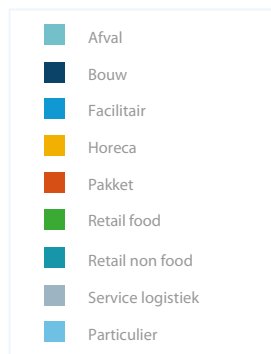 Afval
Bouw
Facilitair
Horeca
Pakket
Retail food
Retail non food
Service logistiek
Particulier